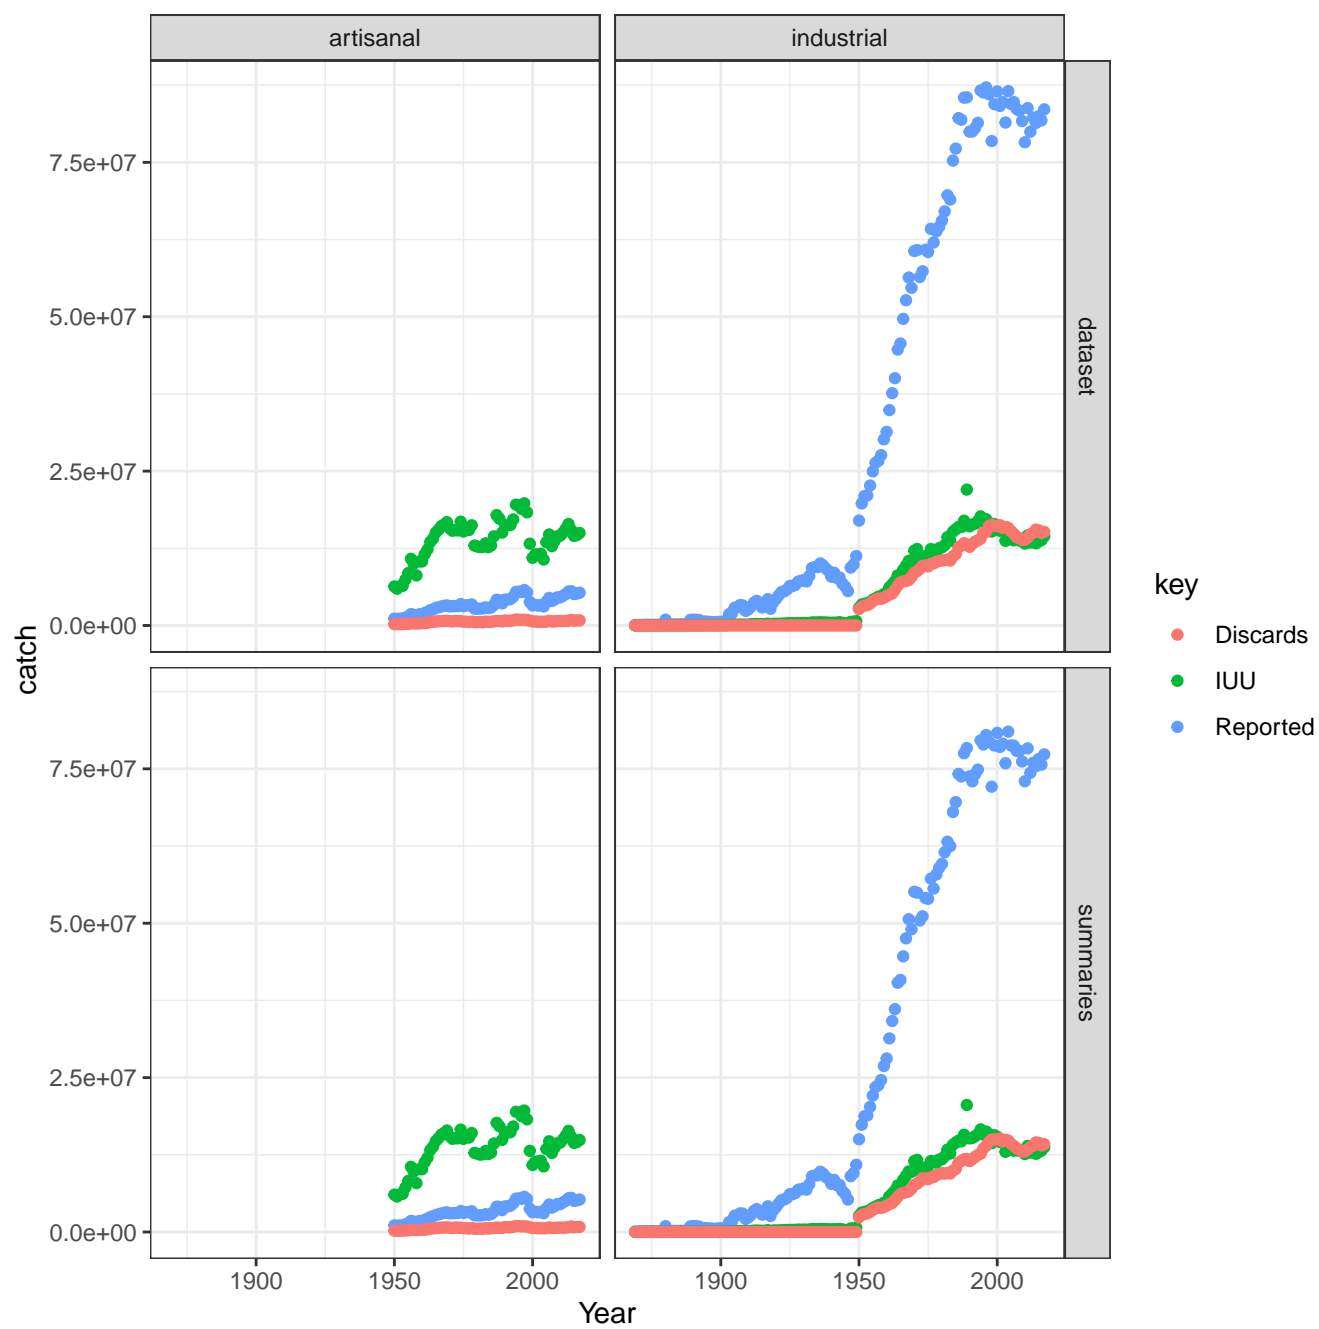 artisanal
industrial
7.5e+07
5.0e+07
2.5e+07
0.0e+00
dataset
7.5e+07
5.0e+07
2.5e+07
0.0e+00
summaries
catch
1900
1950
2000
1900
1950
2000
Year
key
Discards
IUU
Reported